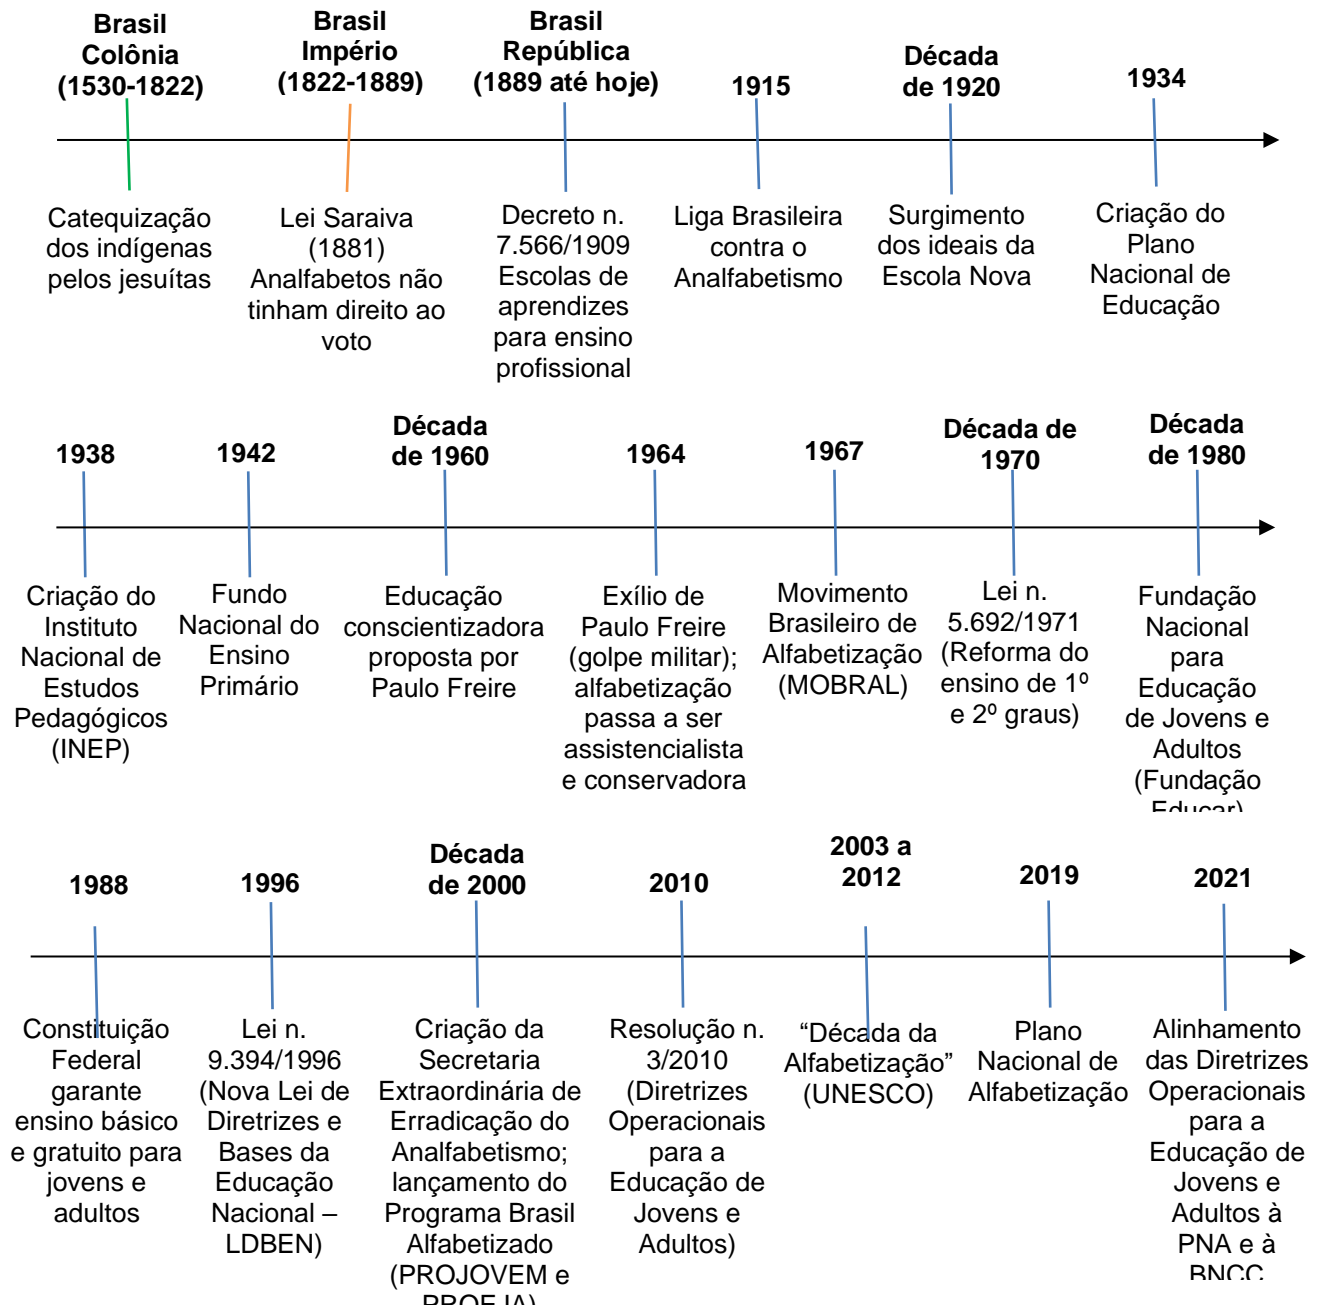 Brasil
Colônia
(1530-1822)
Catequização
dos indígenas
pelos jesuítas
Brasil
Império
(1822-1889)
Lei Saraiva
(1881)
Analfabetos não
tinham direito ao
voto
Brasil
República
(1889 até hoje)
Decreto n.
7.566/1909
Escolas de
aprendizes
para ensino
profissional
1915
Liga Brasileira
contra o
Analfabetismo
Década
de 1920
Surgimento
dos ideais da
Escola Nova
1934
Criação do
Plano
Nacional de
Educação
1938
Criação do
Instituto
Nacional de
Estudos
Pedagógicos
(INEP)
1942
Fundo
Nacional do
Ensino
Primário
Década
de 1960
Educação
conscientizadora
proposta por
Paulo Freire
1964
Exílio de
Paulo Freire
(golpe militar);
alfabetização
passa a ser
assistencialista
e conservadora
1967
Movimento
Brasileiro de
Alfabetização
(MOBRAL)
Década de
1970
Lei n.
5.692/1971
(Reforma do
ensino de 1º
e 2º graus)
Década
de 1980
Fundação
Nacional
para
Educação
de Jovens e
Adultos
(Fundação
Educar)
1988
Constituição
Federal
garante
ensino básico
e gratuito para
jovens e
adultos
1996
Lei n.
9.394/1996
(Nova Lei de
Diretrizes e
Bases da
Educação
Nacional –
LDBEN)
Década
de 2000
Criação da
Secretaria
Extraordinária de
Erradicação do
Analfabetismo;
lançamento do
Programa Brasil
Alfabetizado
(PROJOVEM e
PROEJA)
2010
Resolução n.
3/2010
(Diretrizes
Operacionais
para a
Educação de
Jovens e
Adultos)
2003 a
2012
“Década da
Alfabetização”
(UNESCO)
2019
Plano
Nacional de
Alfabetização
2021
Alinhamento
das Diretrizes
Operacionais
para a
Educação de
Jovens e
Adultos à
PNA e à
BNCC